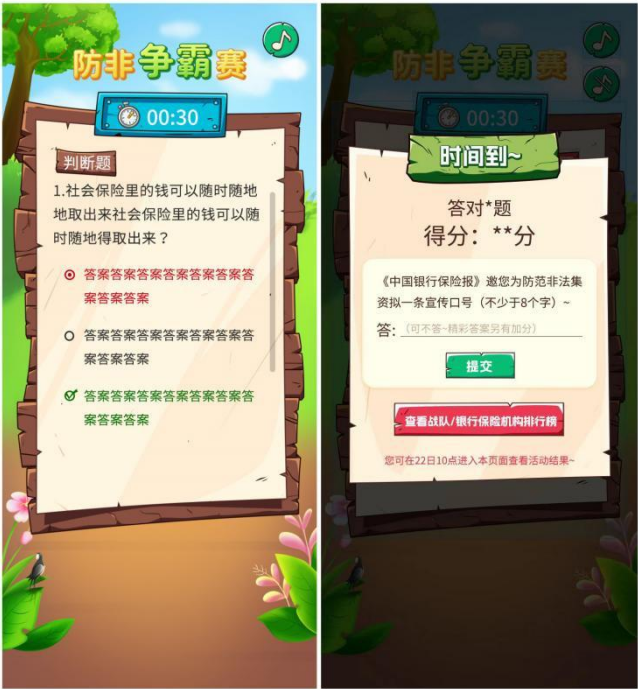 防非争霸赛
00:30
判断题
1.社会保险里的钱可以随时随地
地取出来社会保险里的钱可以随
时随地得取出来？
答案答案答案答案答案答案答
案答案答案
答案答案答案答案答案答案答
案答案答案
答案答案答案答案答案答案答
案答案答案
防非争霸赛
00:30
时间到~
答对*题
得分：**分
《中国银行保险报》邀您为防范非法集
资拟一条宣传口号（不少于8个字）~
答:（可不答~精彩答案另有加分）
提交
查看战队/银行保险机构排行榜
您可在22日10点进入本页面查看活动结果~